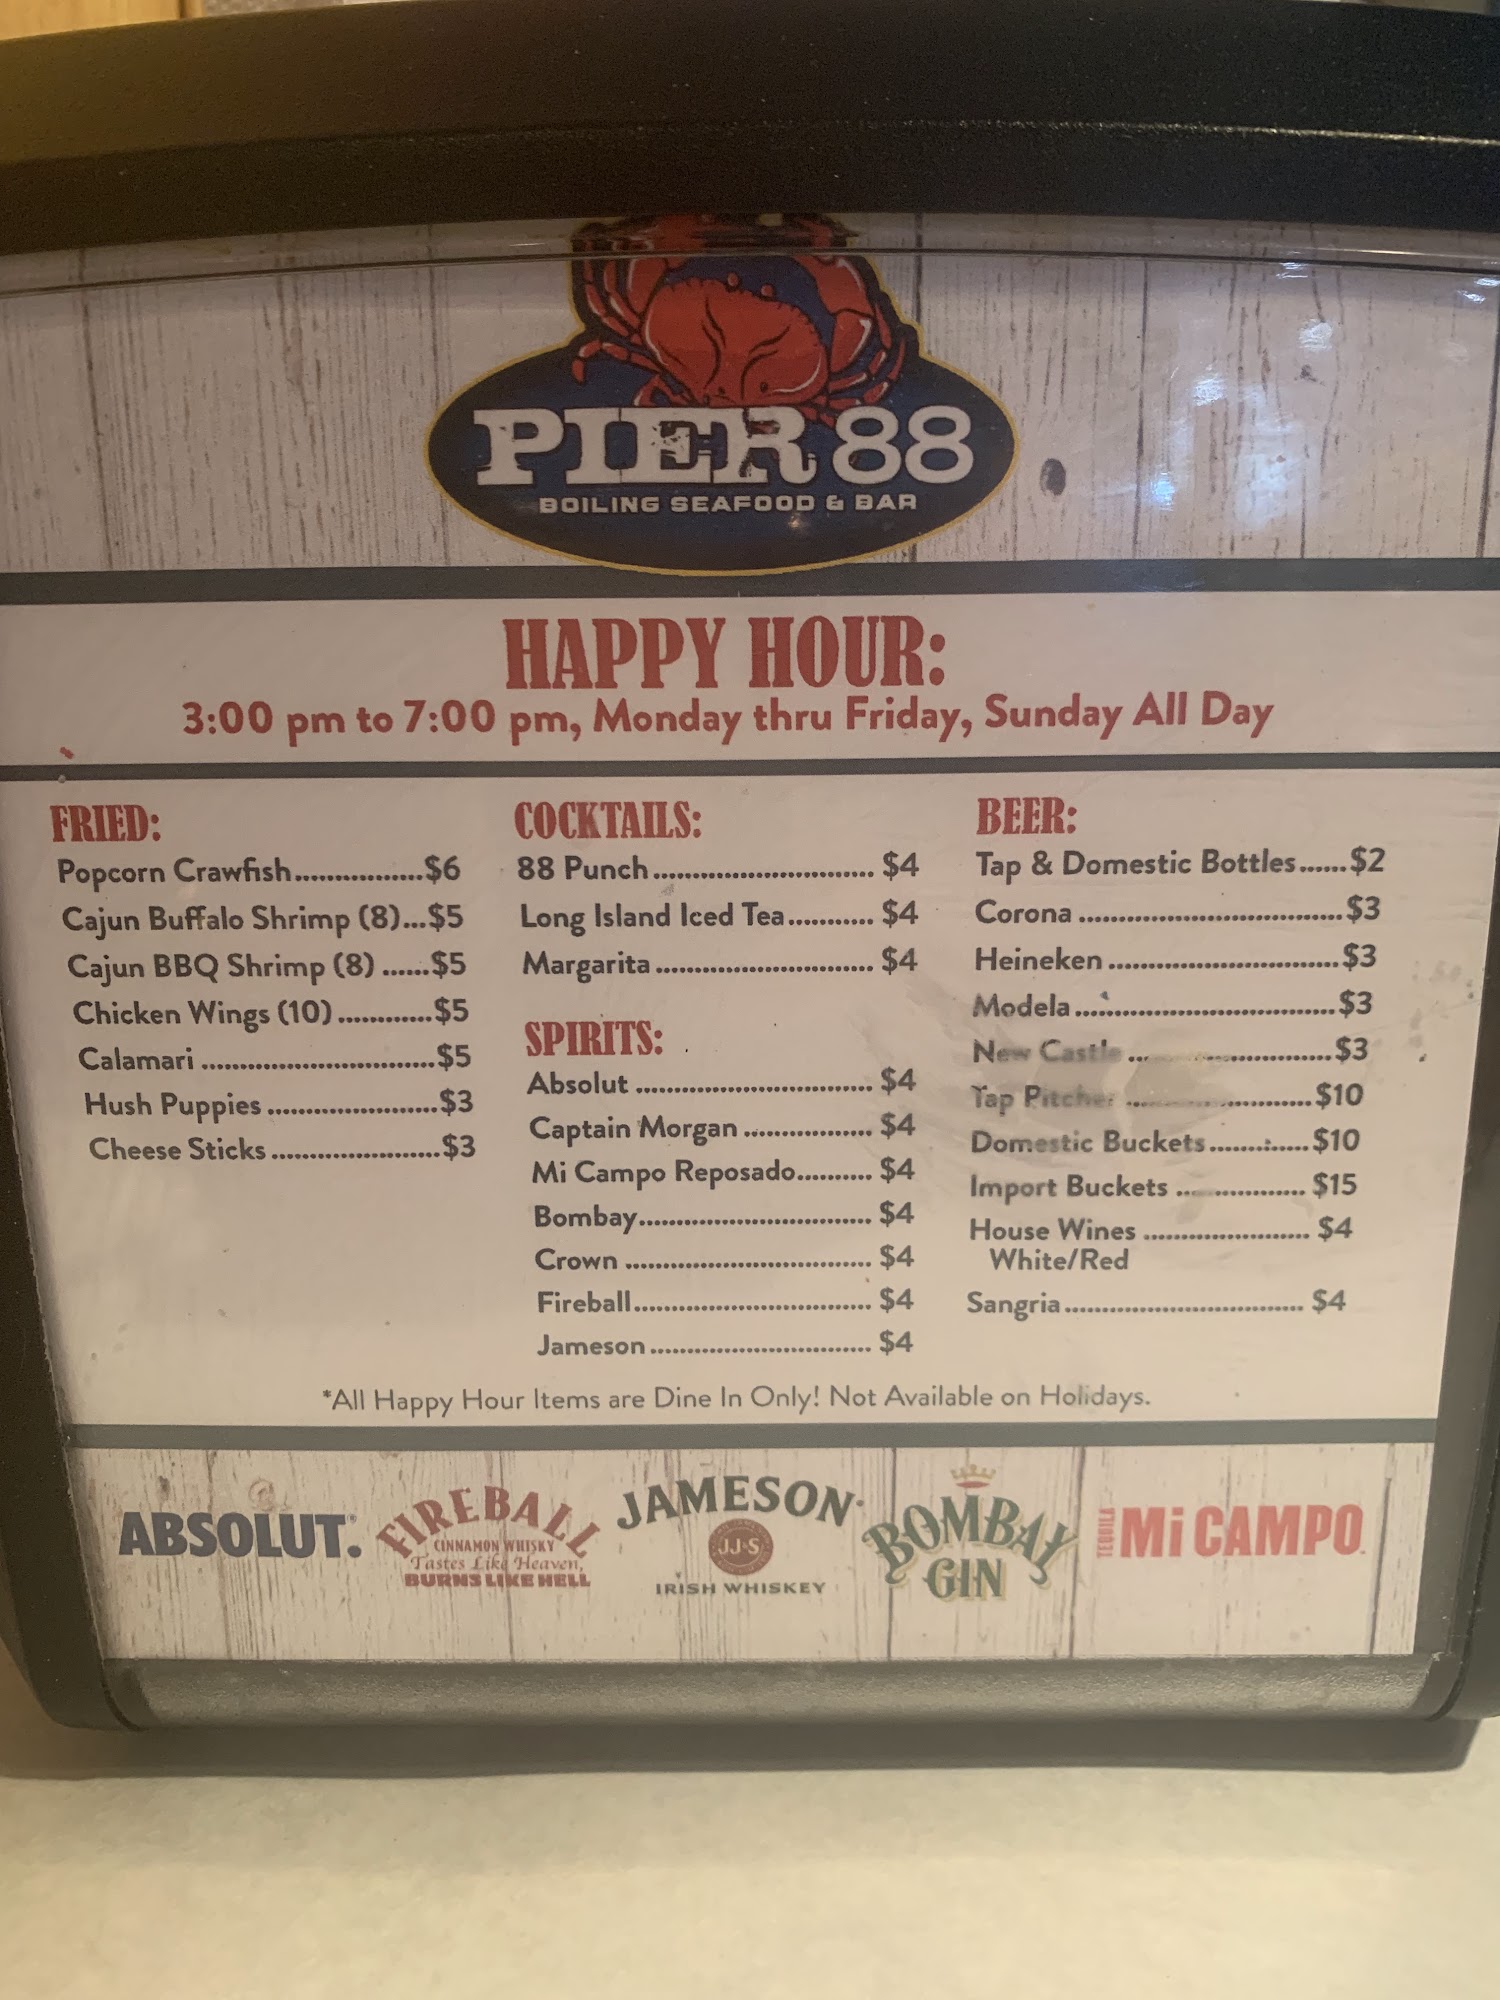 PIER 88
BOILING SEAFOOD & BAR
HAPPY HOUR:
3:00 pm to 7:00 pm, Monday thru Friday, Sunday All Day
FRIED:
Popcorn Crawfish................$6
Cajun Buffalo Shrimp (8)...$5
Cajun BBQ Shrimp (8) ......$5
Chicken Wings (10) ............$5
Calamari ..............................$5
Hush Puppies ......................$3
Cheese Sticks ......................$3
COCKTAILS:
88 Punch ............................ $4
Long Island Iced Tea........... $4
Margarita ............................ $4
SPIRITS:
Absolut .............................. $4
Captain Morgan ................. $4
Mi Campo Reposado.......... $4
Bombay.............................. $4
Crown ................................ $4
Fireball............................... $4
Jameson ............................. $4
BEER:
Tap & Domestic Bottles......$2
Corona .................................$3
Heineken .............................$3
Modela .................................$3
New Castle ..........................$3
Tap Pitcher ........................$10
Domestic Buckets.............$10
Import Buckets ................. $15
House Wines ...................... $4
White/Red
Sangria ............................... $4
*All Happy Hour Items are Dine In Only! Not Available on Holidays.
ABSOLUT.
FIREBALL
CINNAMON WHISKY
Tastes Like Heaven,
BURNS LIKE HELL
JAMESON
JJ&S
IRISH WHISKEY
BOMBAY
GIN
TEQUILA
Mi CAMPO